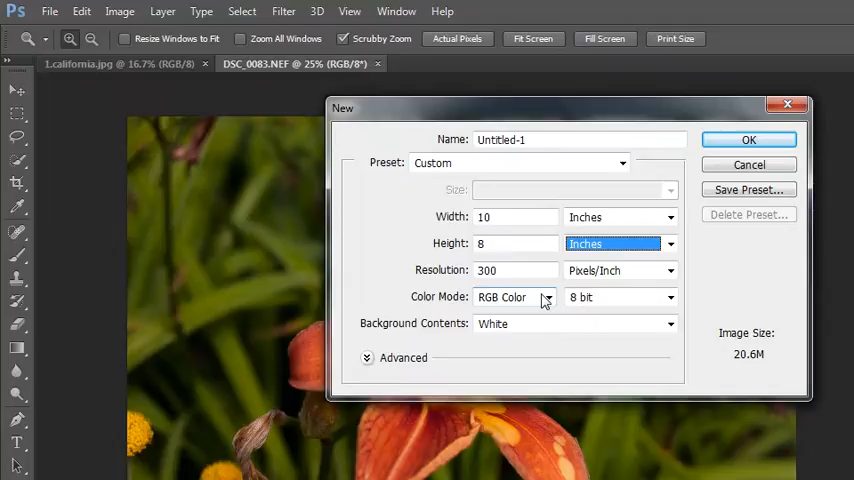 Ps File Edit Image Layer Type Select Filter 3D View Window Help
Resize Windows to Fit Zoom All Windows Scrubby Zoom Actual Pixels Fit Screen Fill Screen Print Size
1.california.jpg @ 16.7% (RGB/8) × DSC_0083.NEF @ 25% (RGB/8*) ×
New
Name: Untitled-1 OK
Preset: Custom Cancel
Size: Save Preset...
Width: 10 Inches Delete Preset...
Height: 8 Inches
Resolution: 300 Pixels/Inch
Color Mode: RGB Color 8 bit
Background Contents: White
Image Size:
20.6M
Advanced
T